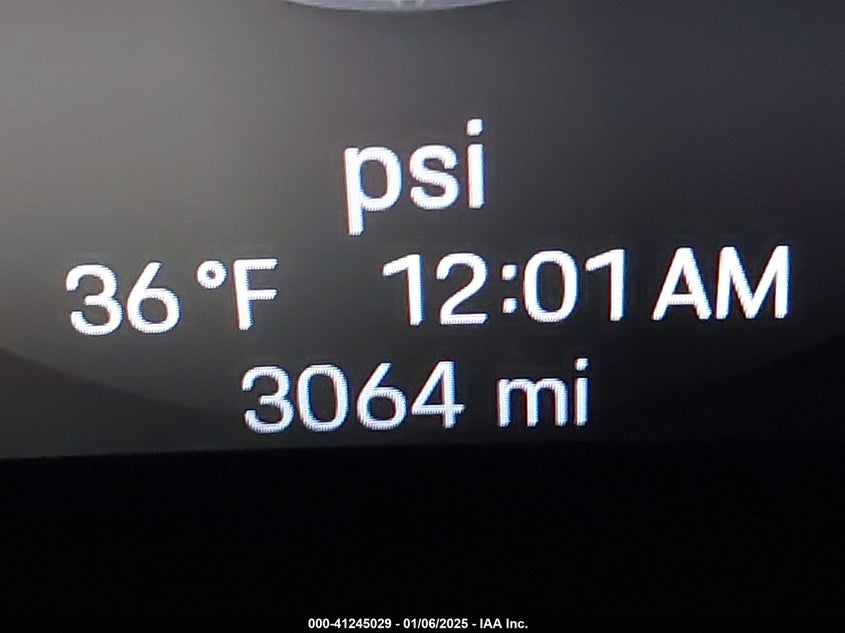 psi
36 °F 12:01 AM
3064 mi
000-41245029 - 01/06/2025 - IAA Inc.